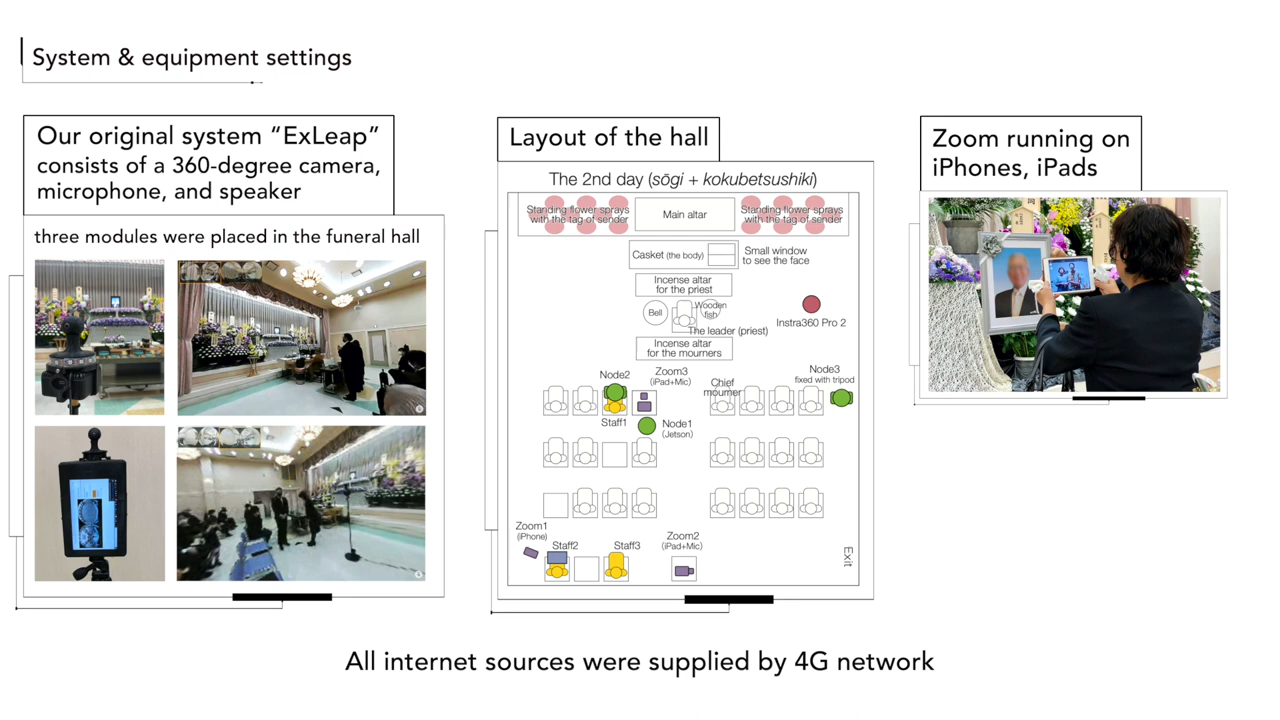 System & equipment settings
Our original system “ExLeap”
consists of a 360-degree camera,
microphone, and speaker
three modules were placed in the funeral hall
Layout of the hall
The 2nd day (sōgi + kokubetsushiki)
Standing flower sprays
with the tag of sender
Main altar
Standing flower sprays
with the tag of sender
Casket (the body)
Small window
to see the face
Incense altar
for the priest
Bell
Wooden
fish
The leader (priest)
Instra360 Pro 2
Incense altar
for the mourners
Node2
Zoom3
(iPad+Mic)
Chief
mourner
Node3
fixed with tripod
Staff1
Node1
(Jetson)
Zoom1
(iPhone)
Staff2
Staff3
Zoom2
(iPad+Mic)
Exit
Zoom running on
iPhones, iPads
All internet sources were supplied by 4G network